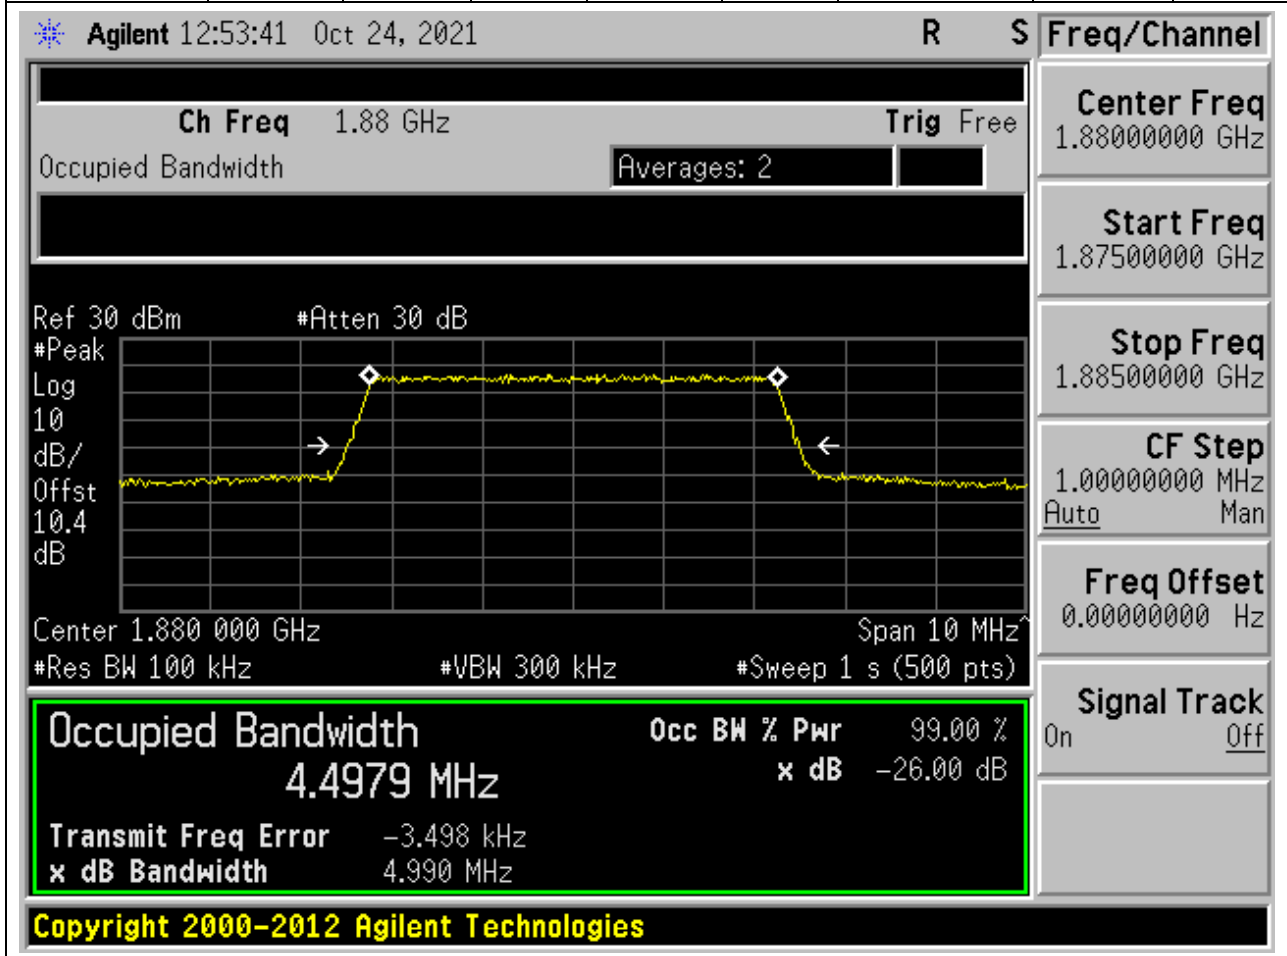 Agilent 12:53:41 Oct 24, 2021 R S
Ch Freq 1.88 GHz Trig Free
Occupied Bandwidth Averages: 2
Ref 30 dBm #Atten 30 dB
#Peak
Log
10
dB/
Offst
10.4
dB
Center 1.880 000 GHz Span 10 MHz^
#Res BW 100 kHz #VBW 300 kHz #Sweep 1 s (500 pts)
Occupied Bandwidth Occ BW % Pwr 99.00 %
4.4979 MHz x dB -26.00 dB
Transmit Freq Error -3.498 kHz
x dB Bandwidth 4.990 MHz
Copyright 2000-2012 Agilent Technologies
Freq/Channel
Center Freq
1.88000000 GHz
Start Freq
1.87500000 GHz
Stop Freq
1.88500000 GHz
CF Step
1.00000000 MHz
Auto Man
Freq Offset
0.00000000 Hz
Signal Track
On Off